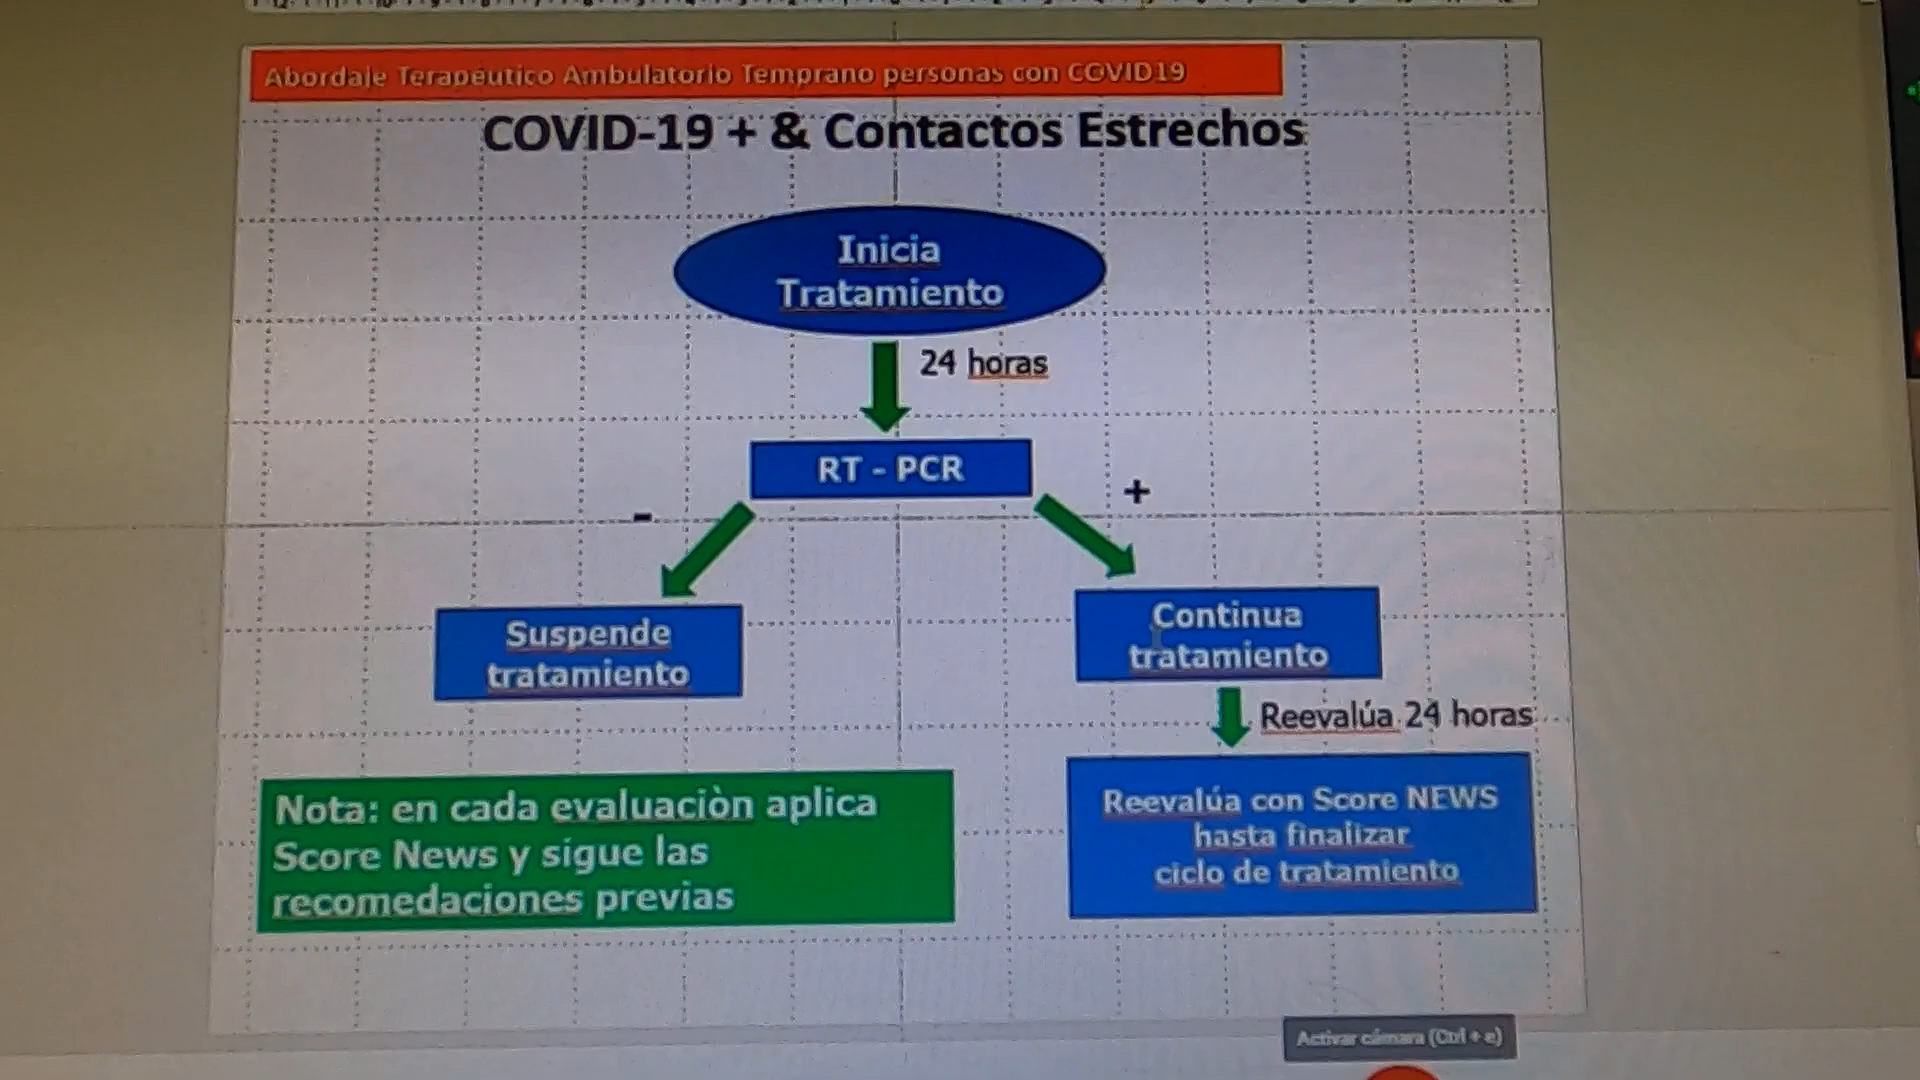 Abordaje Terapéutico Ambulatorio Temprano personas con COVID19
COVID-19 + & Contactos Estrechos
Inicia
Tratamiento
24 horas
RT - PCR
-
+
Suspende
tratamiento
Continua
tratamiento
Reevalúa 24 horas
Nota: en cada evaluaciòn aplica
Score News y sigue las
recomedaciones previas
Reevalúa con Score NEWS
hasta finalizar
ciclo de tratamiento
Activar cámara (Ctrl + e)